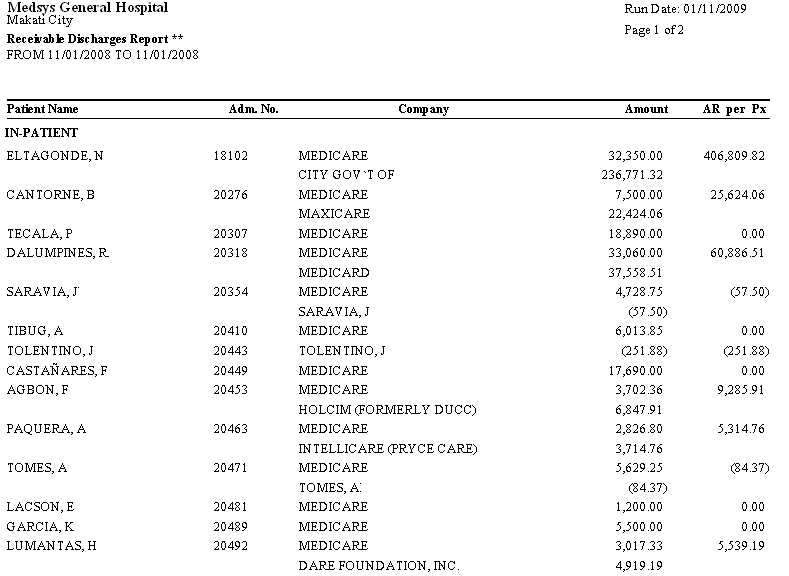 Medsys General Hospital Run Date: 01/11/2009
Makati City
Receivable Discharges Report ** Page 1 of 2
FROM 11/01/2008 TO 11/01/2008
Patient Name Adm. No. Company Amount AR per Px
IN-PATIENT
ELTAGONDE, N 18102 MEDICARE 32,350.00 406,809.82
CITY GOV`T OF 236,771.32
CANTORNE, B 20276 MEDICARE 7,500.00 25,624.06
MAXICARE 22,424.06
TECALA, P 20307 MEDICARE 18,890.00 0.00
DALUMPINES, R. 20318 MEDICARE 33,060.00 60,886.51
MEDICARD 37,558.51
SARAVIA, J 20354 MEDICARE 4,728.75 (57.50)
SARAVIA, J (57.50)
TIBUG, A 20410 MEDICARE 6,013.85 0.00
TOLENTINO, J 20443 TOLENTINO, J (251.88) (251.88)
CASTAÑARES, F 20449 MEDICARE 17,690.00 0.00
AGBON, F 20453 MEDICARE 3,702.36 9,285.91
HOLCIM (FORMERLY DUCC) 6,847.91
PAQUERA, A 20463 MEDICARE 2,826.80 5,314.76
INTELLICARE (PRYCE CARE) 3,714.76
TOMES, A 20471 MEDICARE 5,629.25 (84.37)
TOMES, A. (84.37)
LACSON, E 20481 MEDICARE 1,200.00 0.00
GARCIA, K 20489 MEDICARE 5,500.00 0.00
LUMANTAS, H 20492 MEDICARE 3,017.33 5,539.19
DARE FOUNDATION, INC. 4,919.19